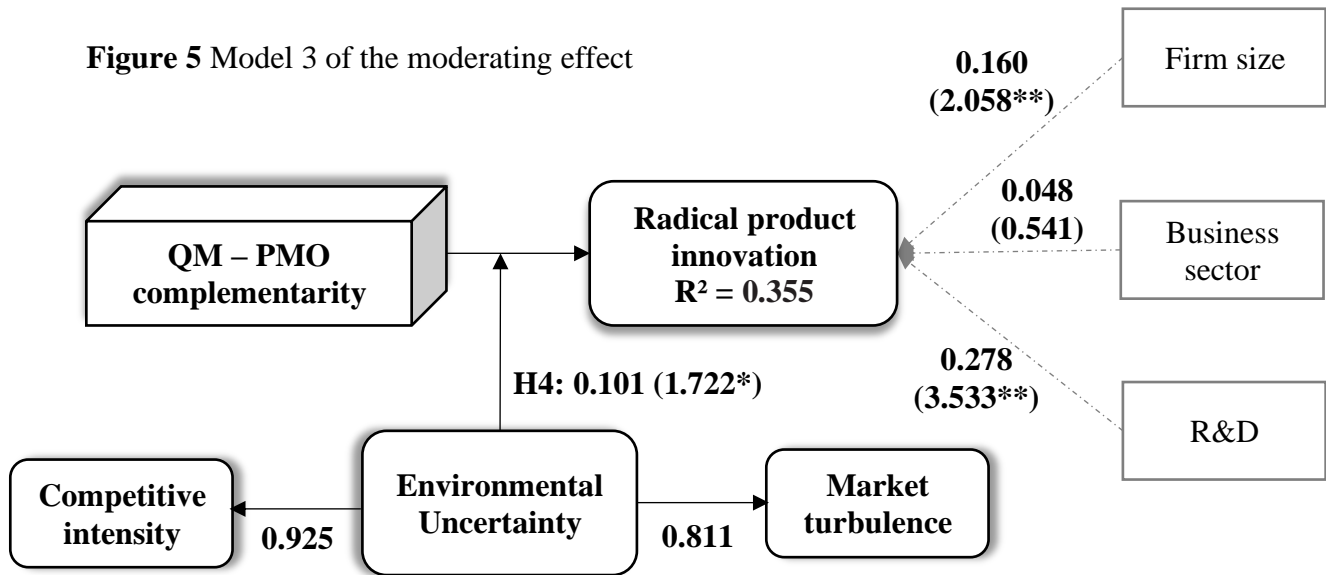 Figure 5 Model 3 of the moderating effect
0.160
(2.058**)
Firm size
QM – PMO
complementarity
Radical product
innovation
R² = 0.355
0.048
(0.541)
Business
sector
H4: 0.101 (1.722*)
0.278
(3.533**)
R&D
Competitive
intensity
0.925
Environmental
Uncertainty
0.811
Market
turbulence